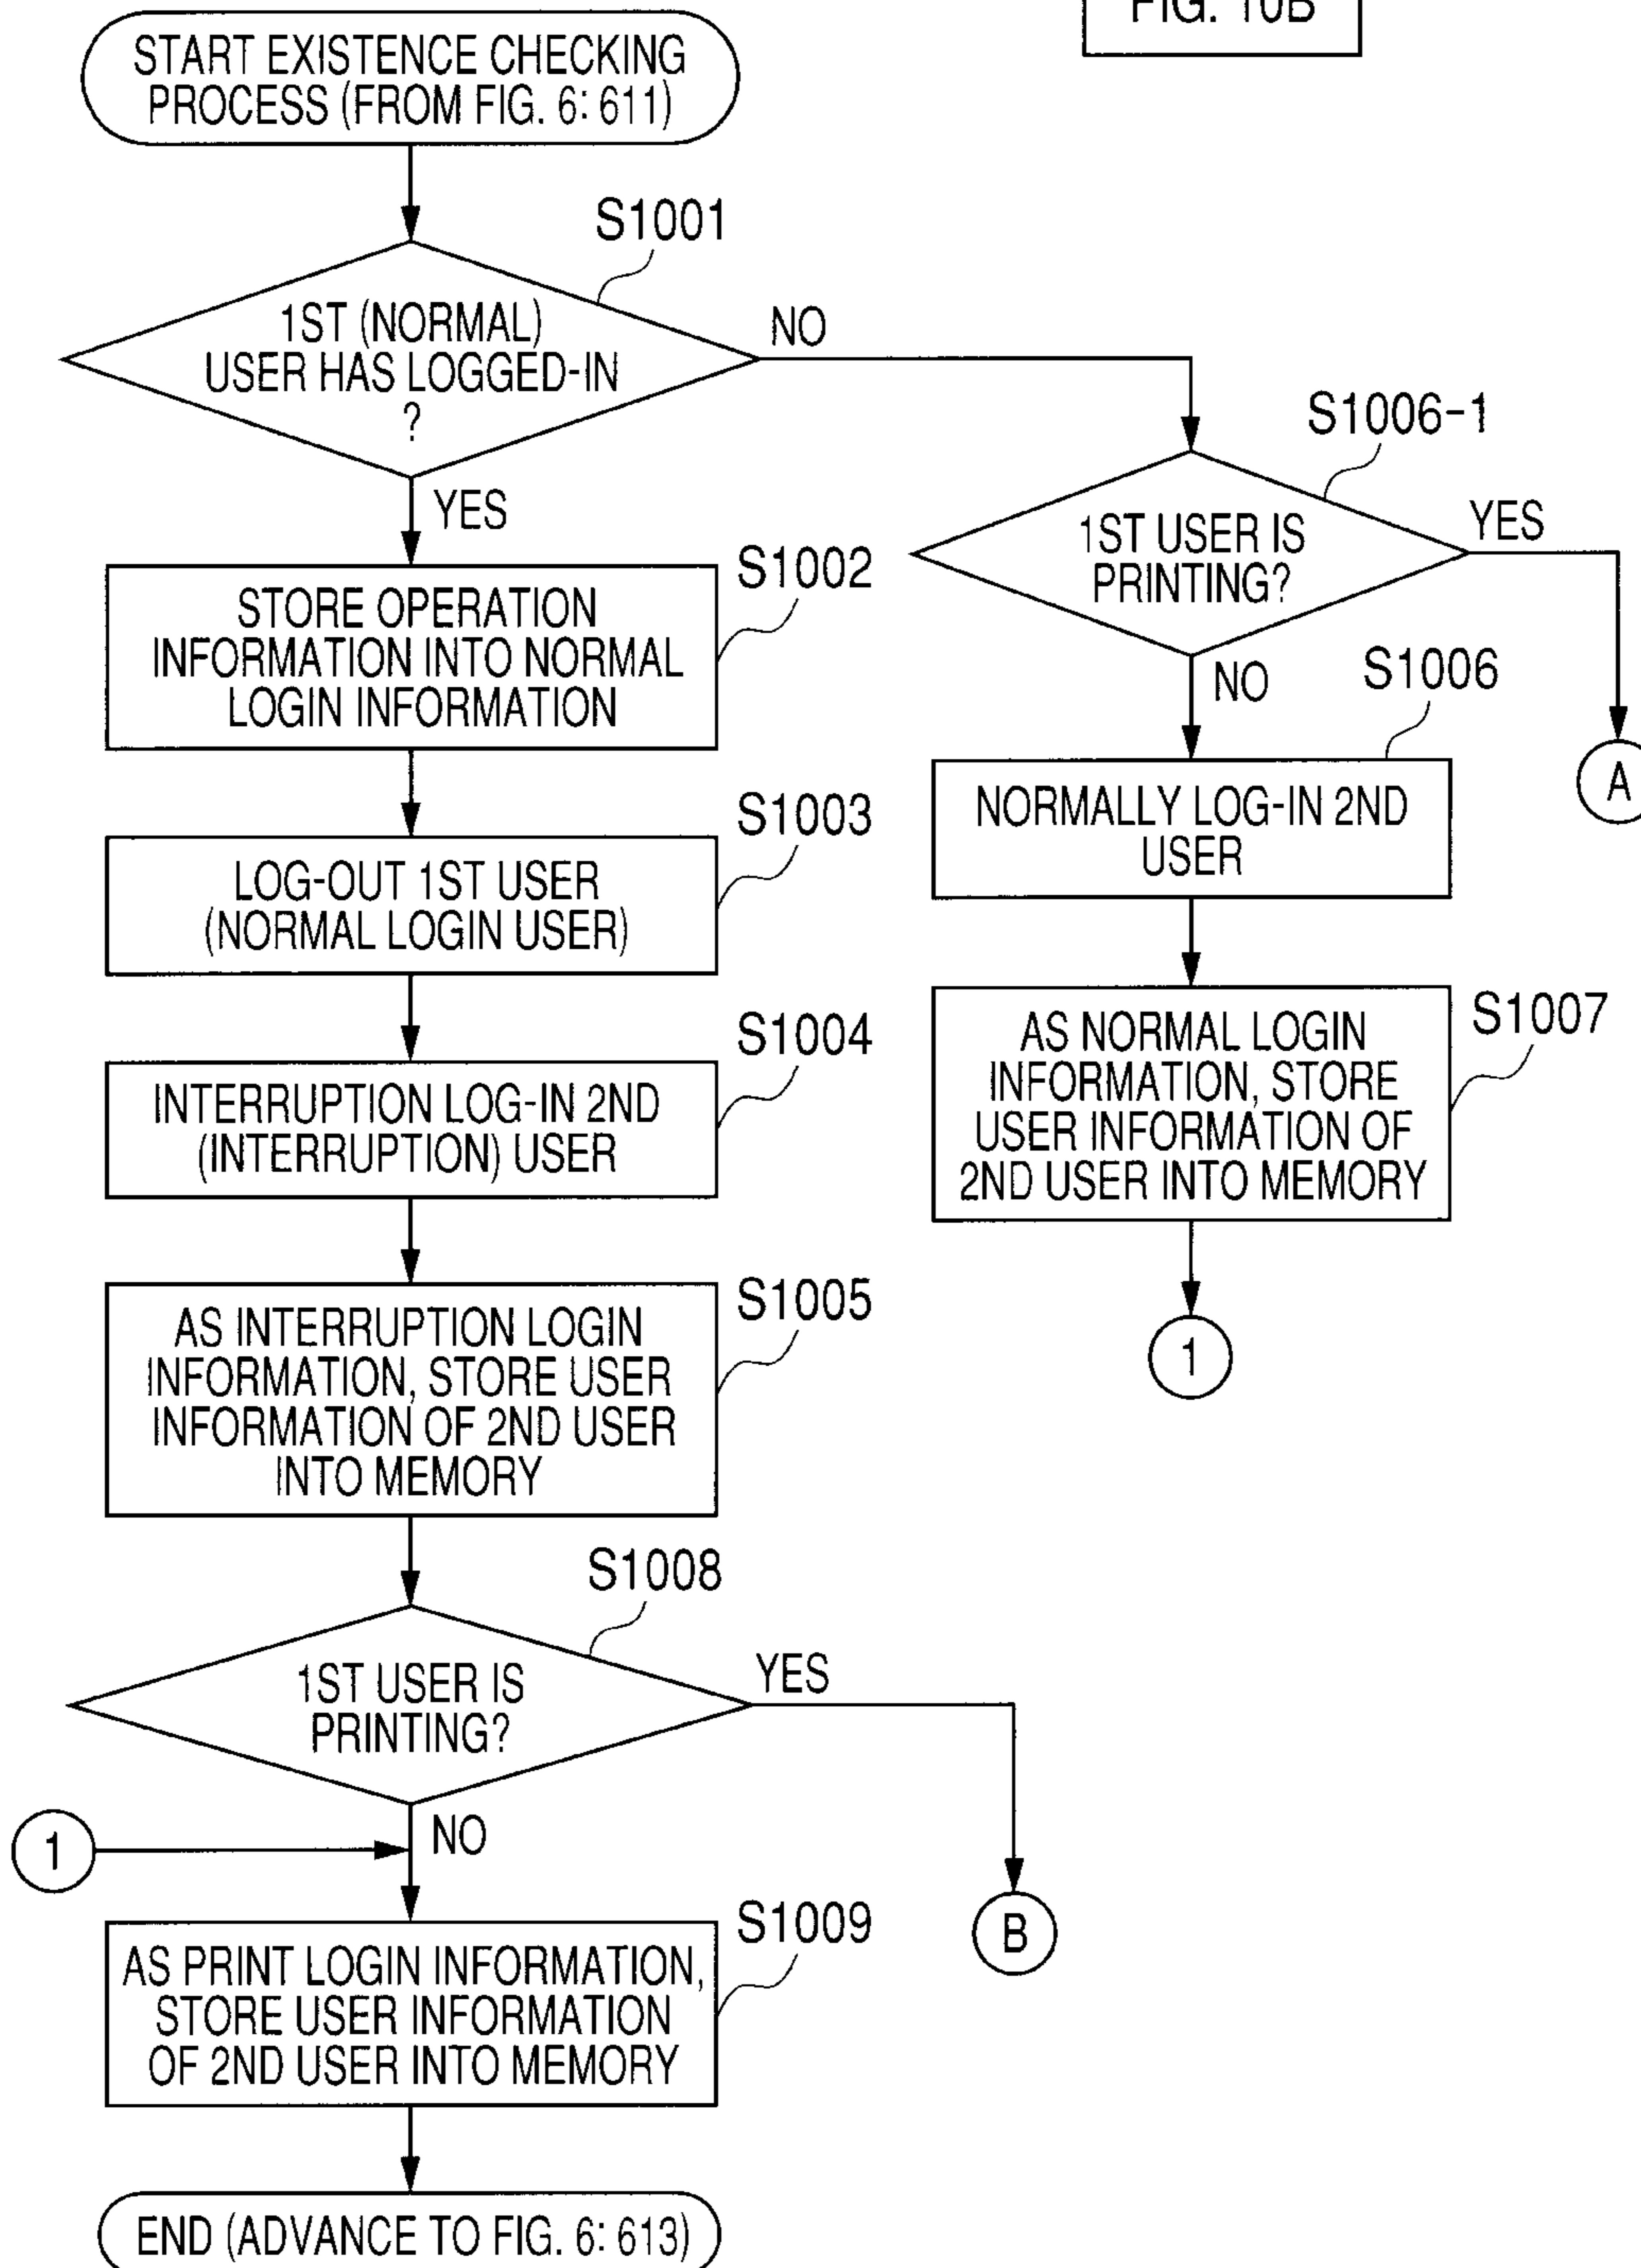 FIG. 10B
START EXISTENCE CHECKING
PROCESS (FROM FIG. 6: 611)
S1001
1ST (NORMAL)
USER HAS LOGGED-IN
?
NO
YES
S1006-1
1ST USER IS
PRINTING?
YES
NO
A
S1002
STORE OPERATION
INFORMATION INTO NORMAL
LOGIN INFORMATION
S1006
NORMALLY LOG-IN 2ND
USER
S1003
LOG-OUT 1ST USER
(NORMAL LOGIN USER)
S1007
AS NORMAL LOGIN
INFORMATION, STORE
USER INFORMATION OF
2ND USER INTO MEMORY
1
S1004
INTERRUPTION LOG-IN 2ND
(INTERRUPTION) USER
S1005
AS INTERRUPTION LOGIN
INFORMATION, STORE USER
INFORMATION OF 2ND USER
INTO MEMORY
S1008
1ST USER IS
PRINTING?
YES
NO
1
B
S1009
AS PRINT LOGIN INFORMATION,
STORE USER INFORMATION
OF 2ND USER INTO MEMORY
END (ADVANCE TO FIG. 6: 613)